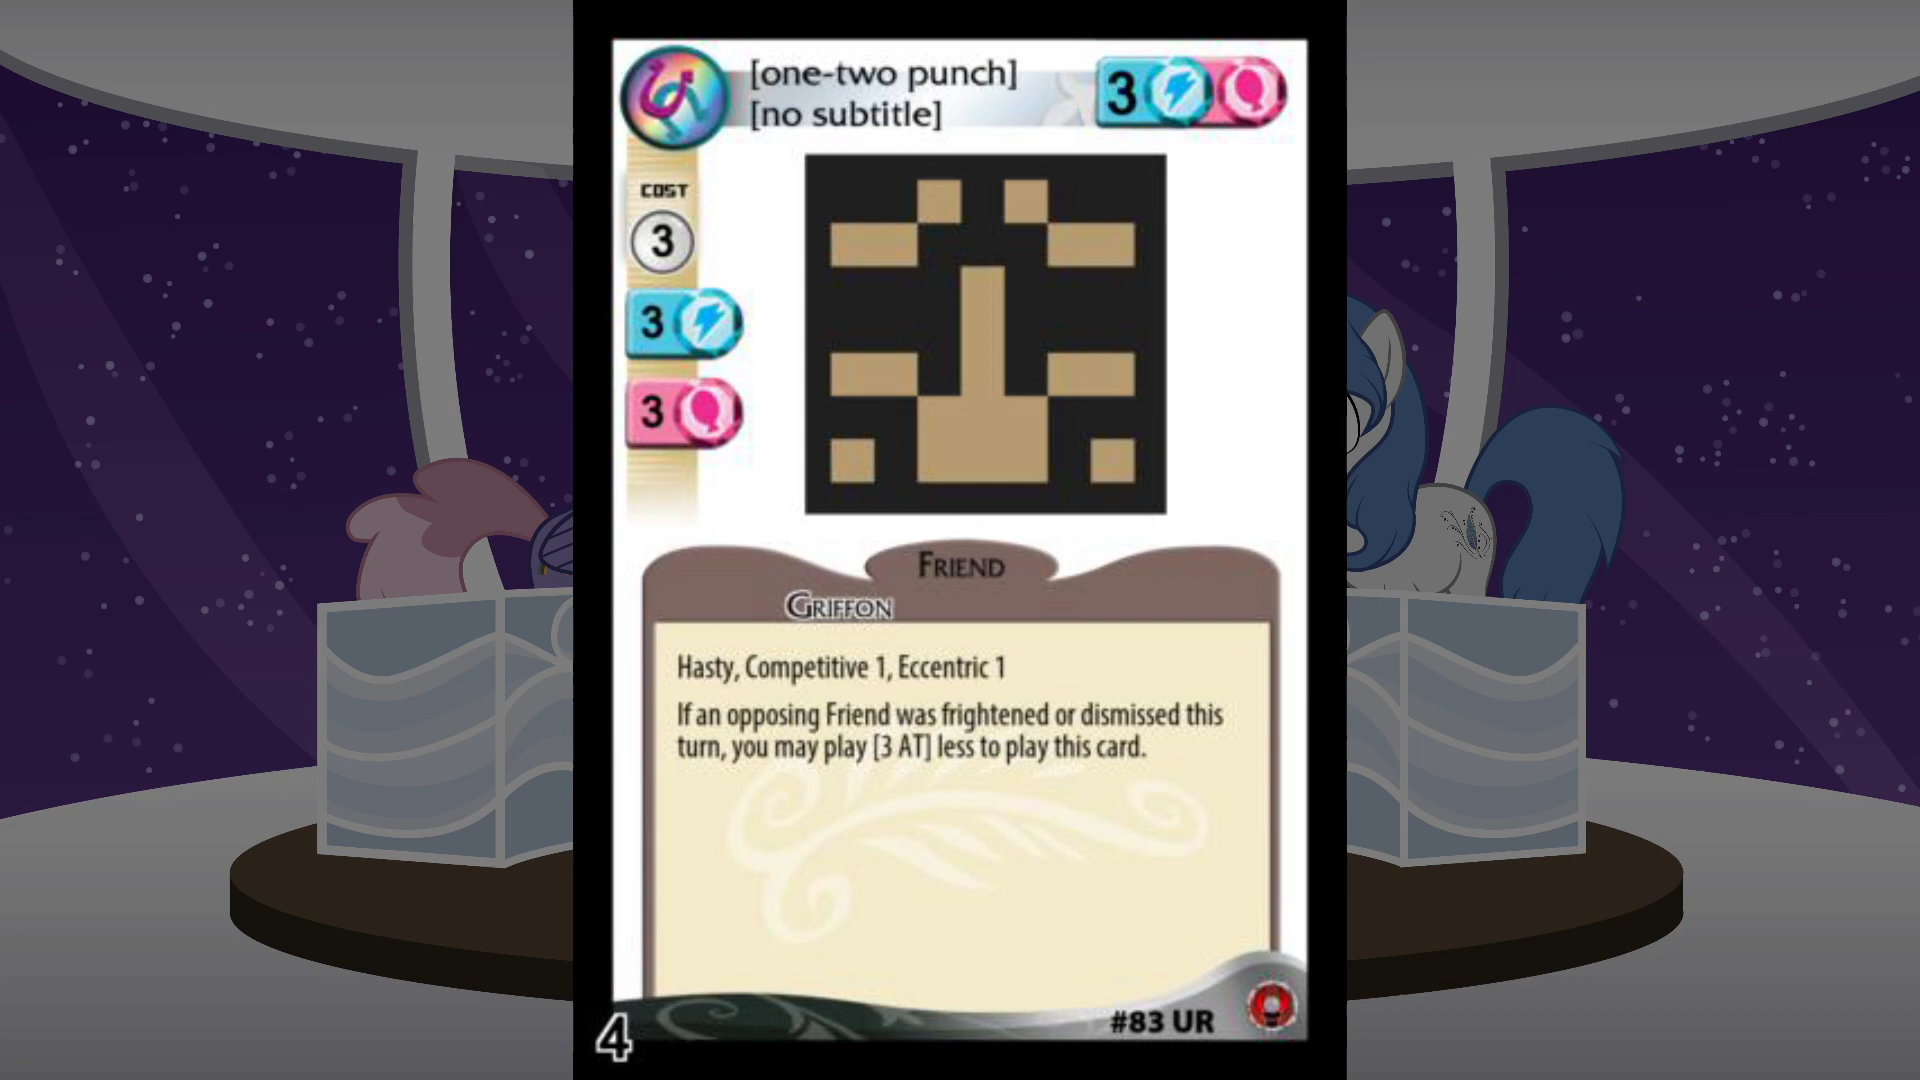 [one-two punch]
[no subtitle]
3
COST
3
3
3
FRIEND
GRIFFON
Hasty, Competitive 1, Eccentric 1
If an opposing Friend was frightened or dismissed this
turn, you may play [3 AT] less to play this card.
#83 UR
4